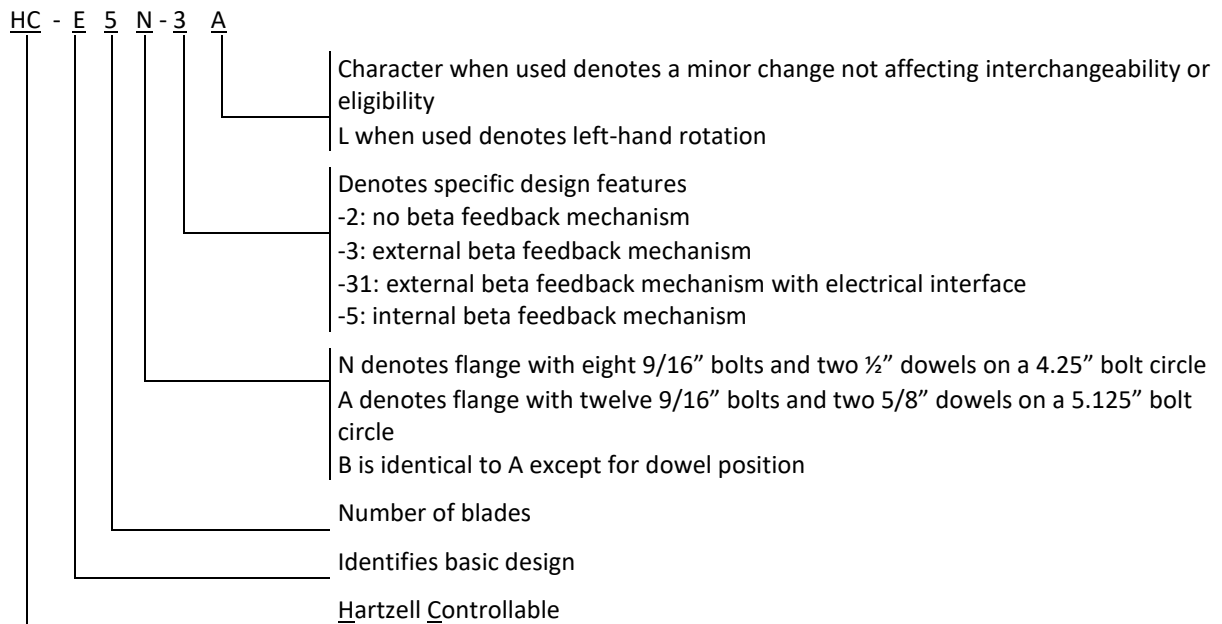 HC - E 5 N - 3 A
Character when used denotes a minor change not affecting interchangeability or
eligibility
L when used denotes left-hand rotation
Denotes specific design features
-2: no beta feedback mechanism
-3: external beta feedback mechanism
-31: external beta feedback mechanism with electrical interface
-5: internal beta feedback mechanism
N denotes flange with eight 9/16” bolts and two ½” dowels on a 4.25” bolt circle
A denotes flange with twelve 9/16” bolts and two 5/8” dowels on a 5.125” bolt
circle
B is identical to A except for dowel position
Number of blades
Identifies basic design
Hartzell Controllable